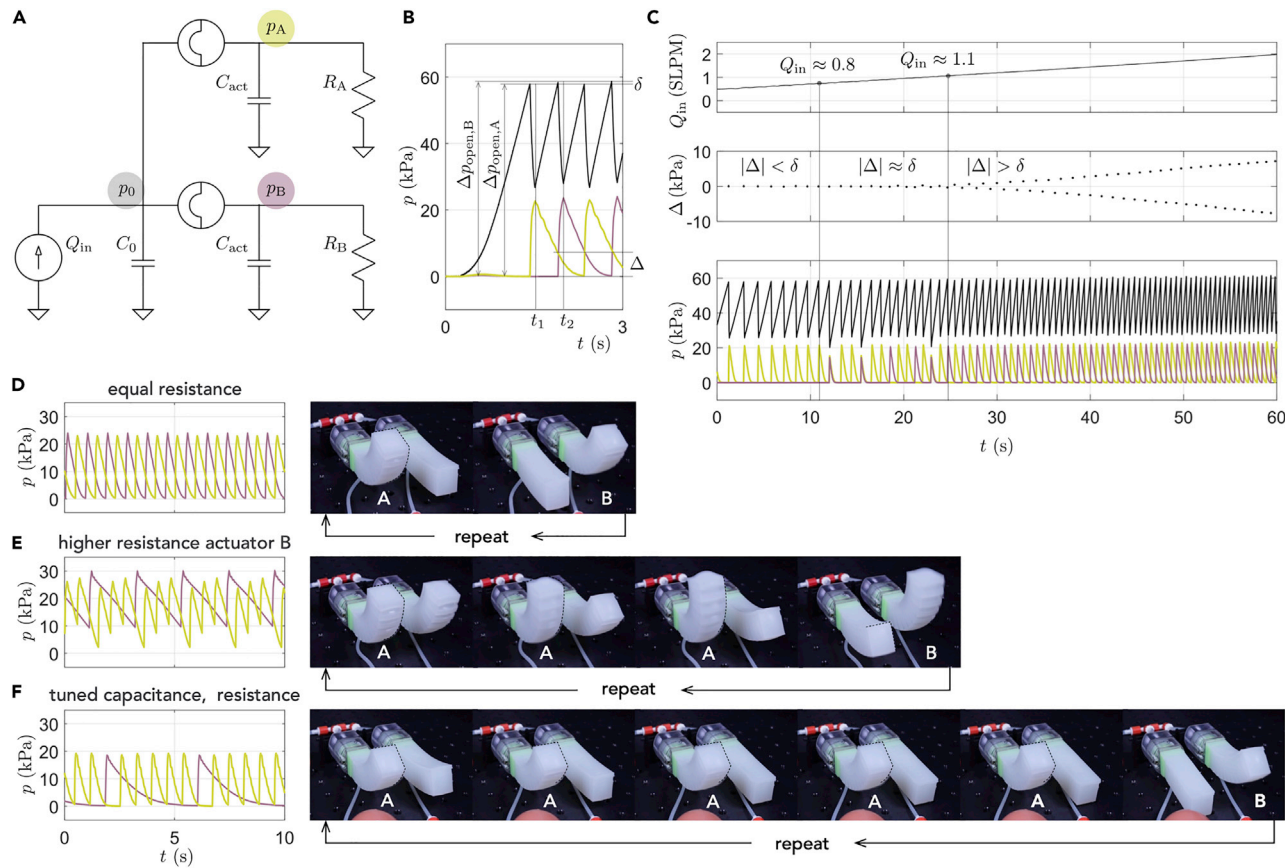 A
p_A
C_act
R_A
p_0
p_B
Q_in
C_0
C_act
R_B
B
p (kPa)
60
40
20
0
Δp_open,B
Δp_open,A
δ
Δ
0
t_1
t_2
3
t (s)
C
Q_in (SLPM)
2
1
0
Q_in ≈ 0.8
Q_in ≈ 1.1
Δ (kPa)
10
0
-10
|Δ| < δ
|Δ| ≈ δ
|Δ| > δ
p (kPa)
60
40
20
0
0
10
20
30
40
50
60
t (s)
D
equal resistance
p (kPa)
30
20
10
0
A
B
repeat
E
higher resistance actuator B
p (kPa)
30
20
10
0
A
A
A
B
repeat
F
tuned capacitance, resistance
p (kPa)
30
20
10
0
0
5
10
t (s)
A
A
A
A
A
B
repeat